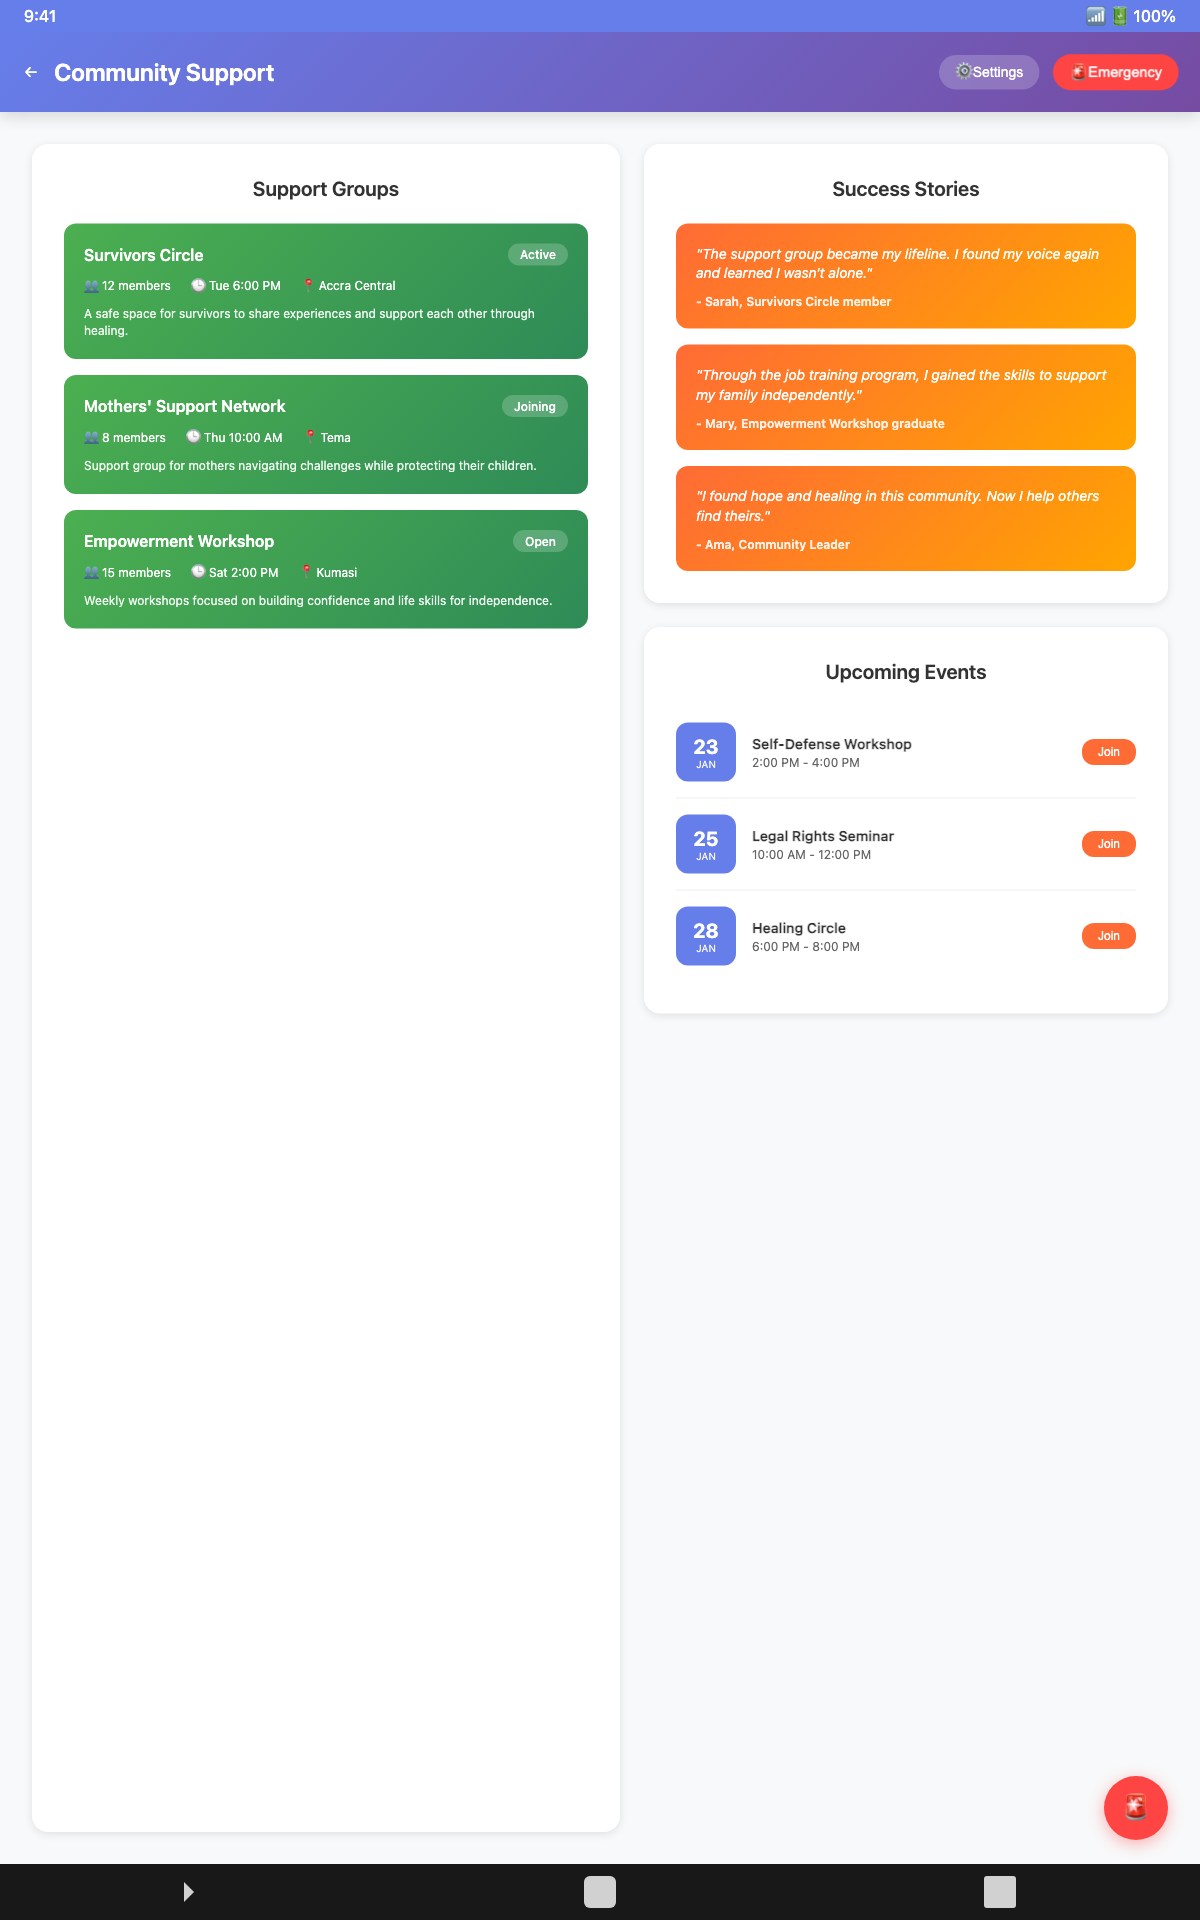 9:41
100%
← Community Support
Settings
Emergency
Support Groups
Survivors Circle
Active
12 members
Tue 6:00 PM
Accra Central
A safe space for survivors to share experiences and support each other through
healing.
Mothers' Support Network
Joining
8 members
Thu 10:00 AM
Tema
Support group for mothers navigating challenges while protecting their children.
Empowerment Workshop
Open
15 members
Sat 2:00 PM
Kumasi
Weekly workshops focused on building confidence and life skills for independence.
Success Stories
"The support group became my lifeline. I found my voice again
and learned I wasn't alone."
- Sarah, Survivors Circle member
"Through the job training program, I gained the skills to support
my family independently."
- Mary, Empowerment Workshop graduate
"I found hope and healing in this community. Now I help others
find theirs."
- Ama, Community Leader
Upcoming Events
23
JAN
Self-Defense Workshop
2:00 PM - 4:00 PM
Join
25
JAN
Legal Rights Seminar
10:00 AM - 12:00 PM
Join
28
JAN
Healing Circle
6:00 PM - 8:00 PM
Join